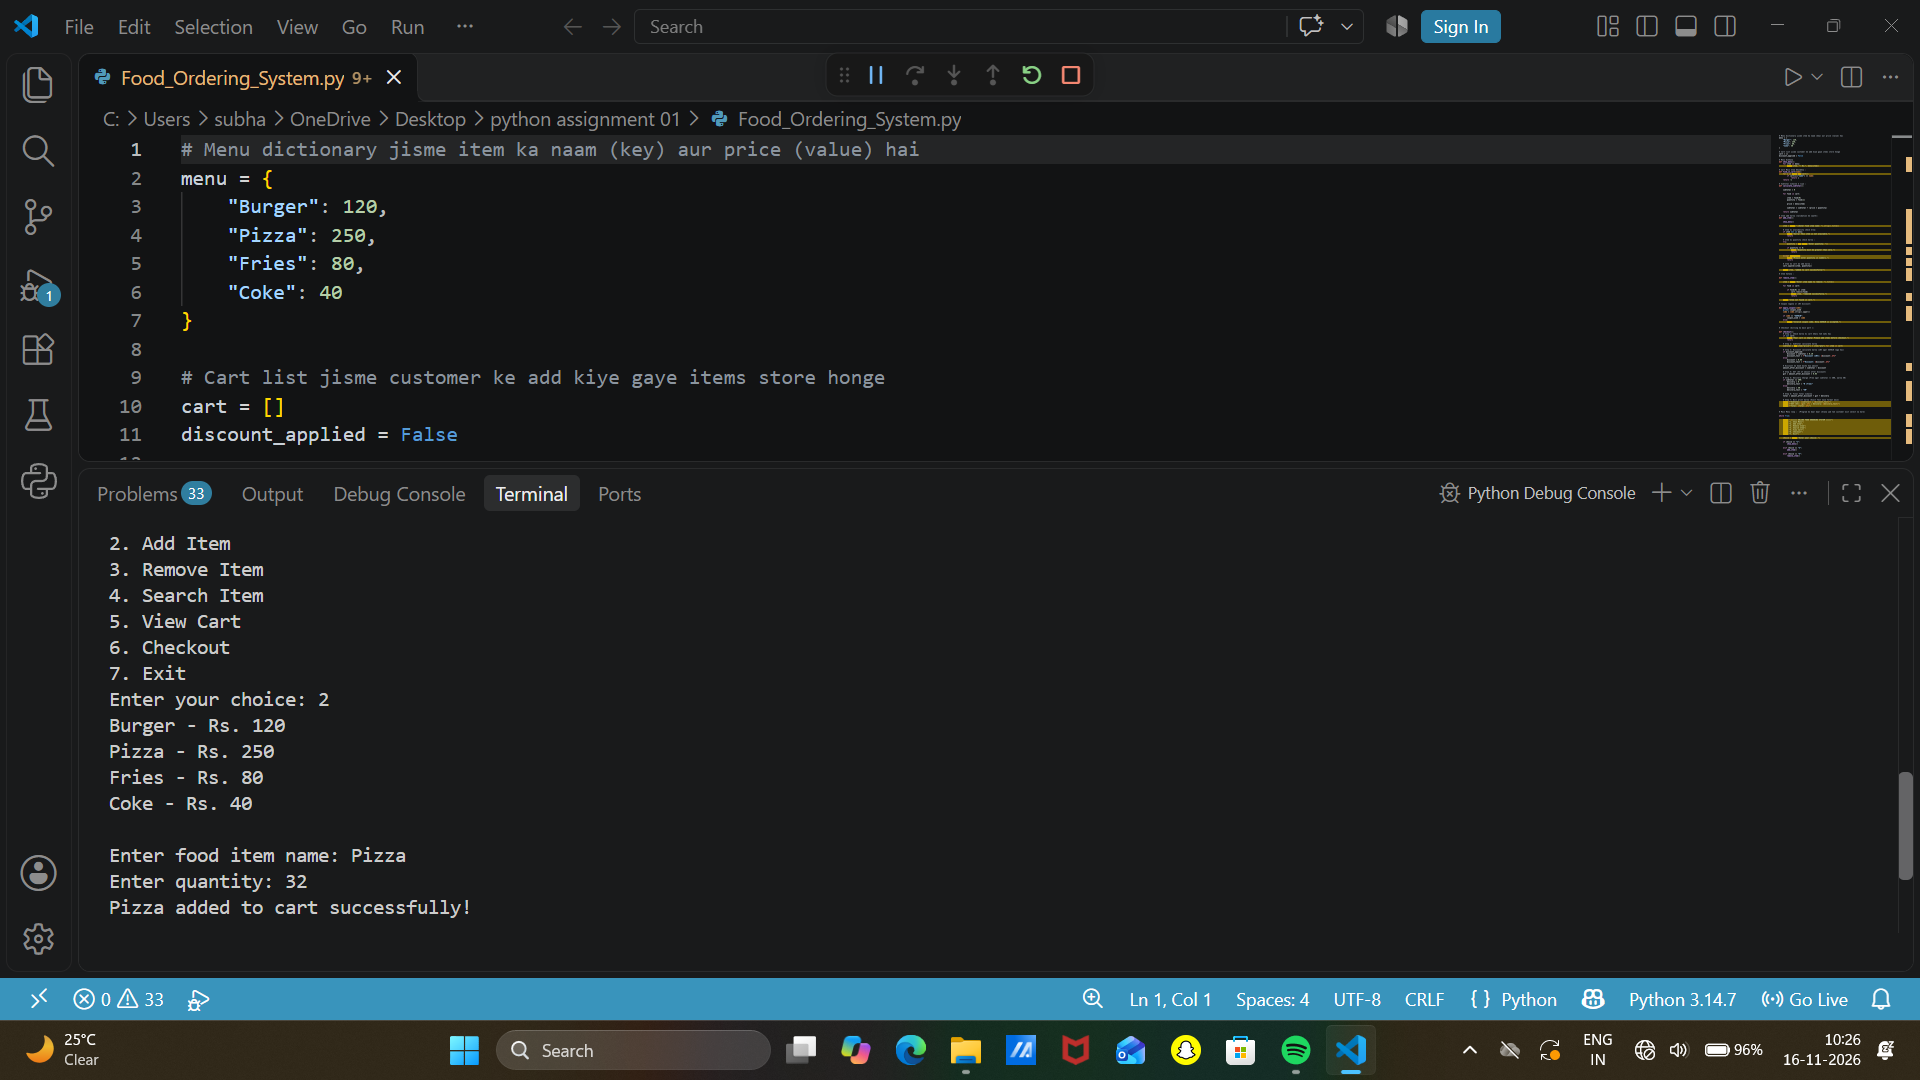 File Edit Selection View Go Run ··· Search Sign In
Food_Ordering_System.py 9+
C: > Users > subha > OneDrive > Desktop > python assignment 01 > Food_Ordering_System.py
1 # Menu dictionary jisme item ka naam (key) aur price (value) hai
2 menu = {
3 "Burger": 120,
4 "Pizza": 250,
5 "Fries": 80,
6 "Coke": 40
7 }
8
9 # Cart list jisme customer ke add kiye gaye items store honge
10 cart = []
11 discount_applied = False
Problems 33 Output Debug Console Terminal Ports Python Debug Console
2. Add Item
3. Remove Item
4. Search Item
5. View Cart
6. Checkout
7. Exit
Enter your choice: 2
Burger - Rs. 120
Pizza - Rs. 250
Fries - Rs. 80
Coke - Rs. 40
Enter food item name: Pizza
Enter quantity: 32
Pizza added to cart successfully!
0 33 Ln 1, Col 1 Spaces: 4 UTF-8 CRLF { } Python Python 3.14.7 Go Live
25°C
Clear
Search
ENG
IN
96%
10:26
16-11-2026
1